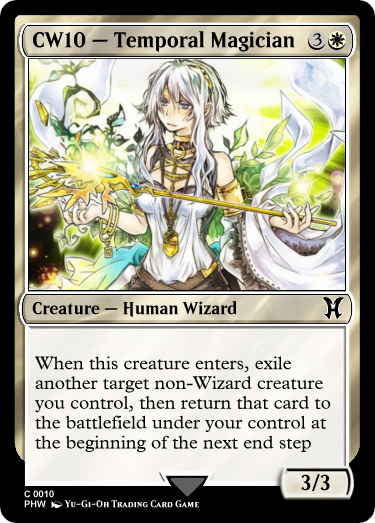 CW10 — Temporal Magician 3
Creature — Human Wizard
When this creature enters, exile
another target non-Wizard creature
you control, then return that card to
the battlefield under your control at
the beginning of the next end step
3/3
C 0010
PHW Yu-Gi-Oh Trading Card Game